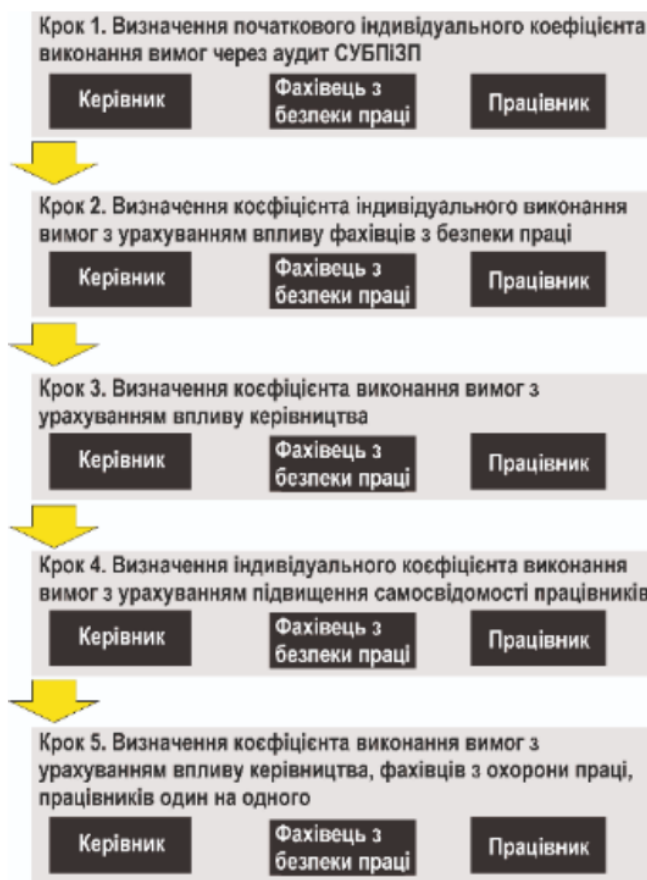 Крок 1. Визначення початкового індивідуального коефіцієнта
виконання вимог через аудит СУБПіЗП
Керівник
Фахівець з
безпеки праці
Працівник
Крок 2. Визначення коєфіцієнта індивідуального виконання
вимог з урахуванням впливу фахівців з безпеки праці
Керівник
Фахівець з
безпеки праці
Працівник
Крок 3. Визначення коєфіцієнта виконання вимог з
урахуванням впливу керівництва
Керівник
Фахівець з
безпеки праці
Працівник
Крок 4. Визначення індивідуального коєфіцієнта виконання
вимог з урахуванням підвищення самосвідомості працівників
Керівник
Фахівець з
безпеки праці
Працівник
Крок 5. Визначення коєфіцієнта виконання вимог з
урахуванням впливу керівництва, фахівців з охорони праці,
працівників один на одного
Керівник
Фахівець з
безпеки праці
Працівник